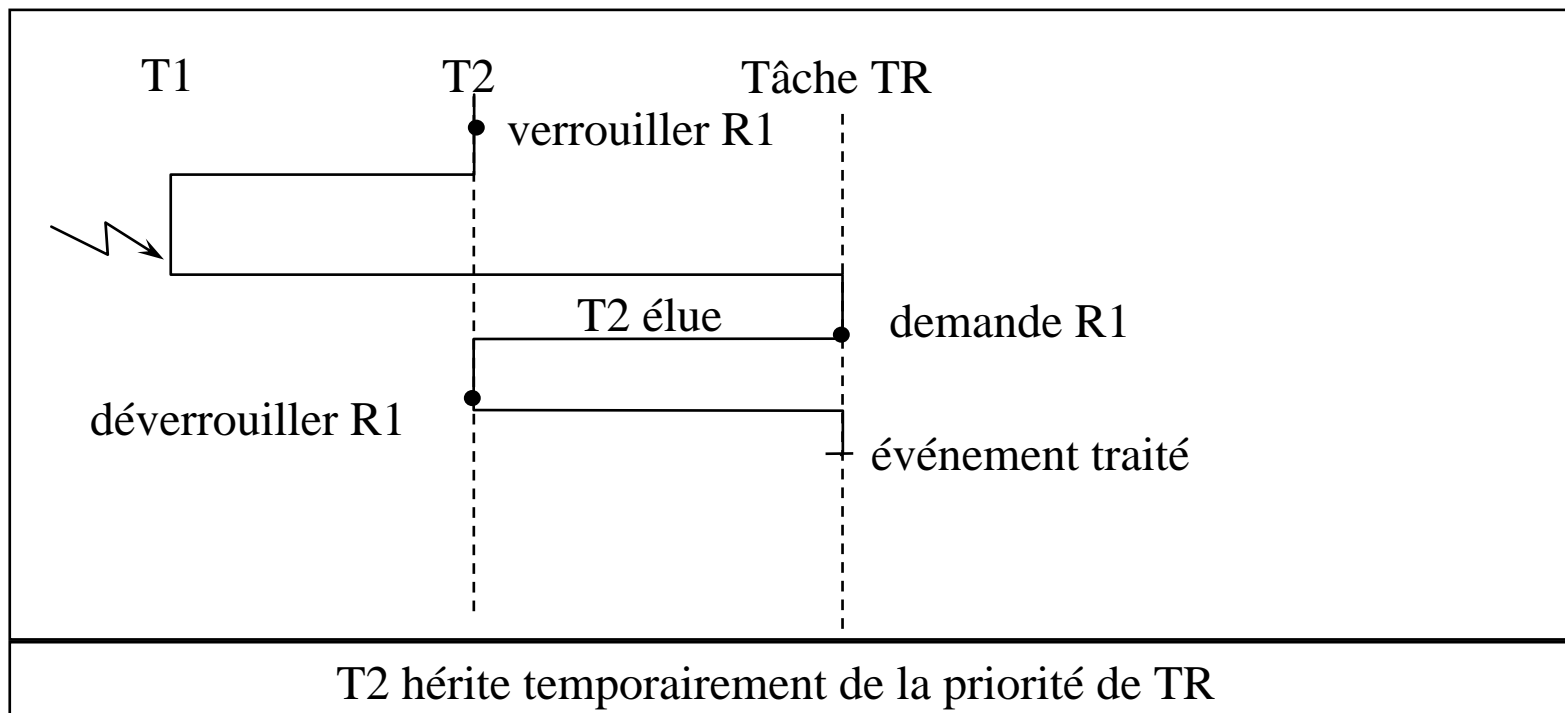 T1
T2
Tâche TR
verrouiller R1
T2 élue
demande R1
déverrouiller R1
événement traité
T2 hérite temporairement de la priorité de TR